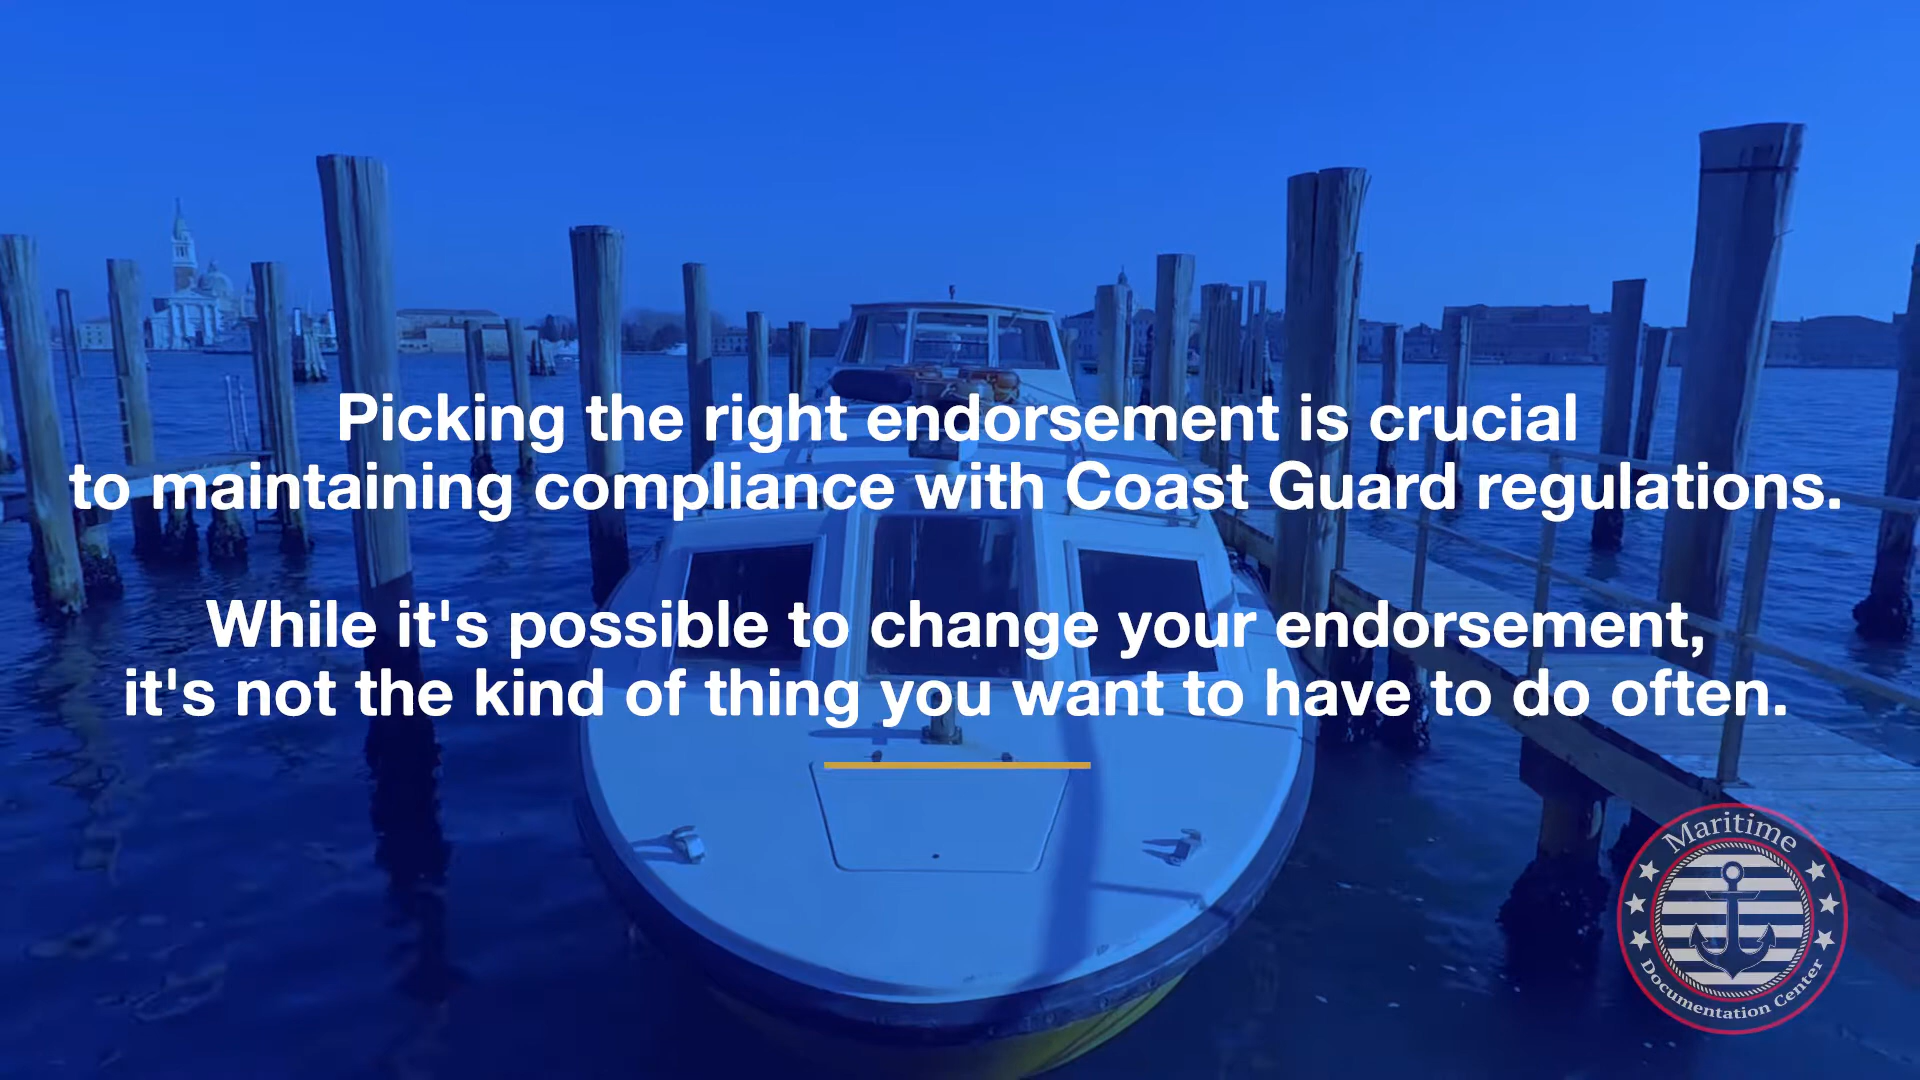 Picking the right endorsement is crucial
to maintaining compliance with Coast Guard regulations.
While it's possible to change your endorsement,
it's not the kind of thing you want to have to do often.
Maritime
Documentation Center